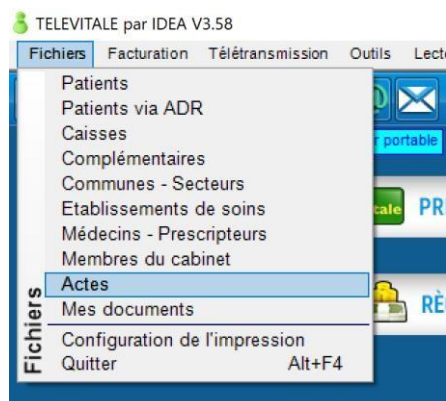 TELEVITALE par IDEA V3.58
Fichiers Facturation Télétransmission Outils
Patients
Patients via ADR
Caisses
Complémentaires
Communes - Secteurs
Etablissements de soins
Médecins - Prescripteurs
Membres du cabinet
Actes
Mes documents
Configuration de l'impression
Quitter Alt+F4
Fichiers
portable